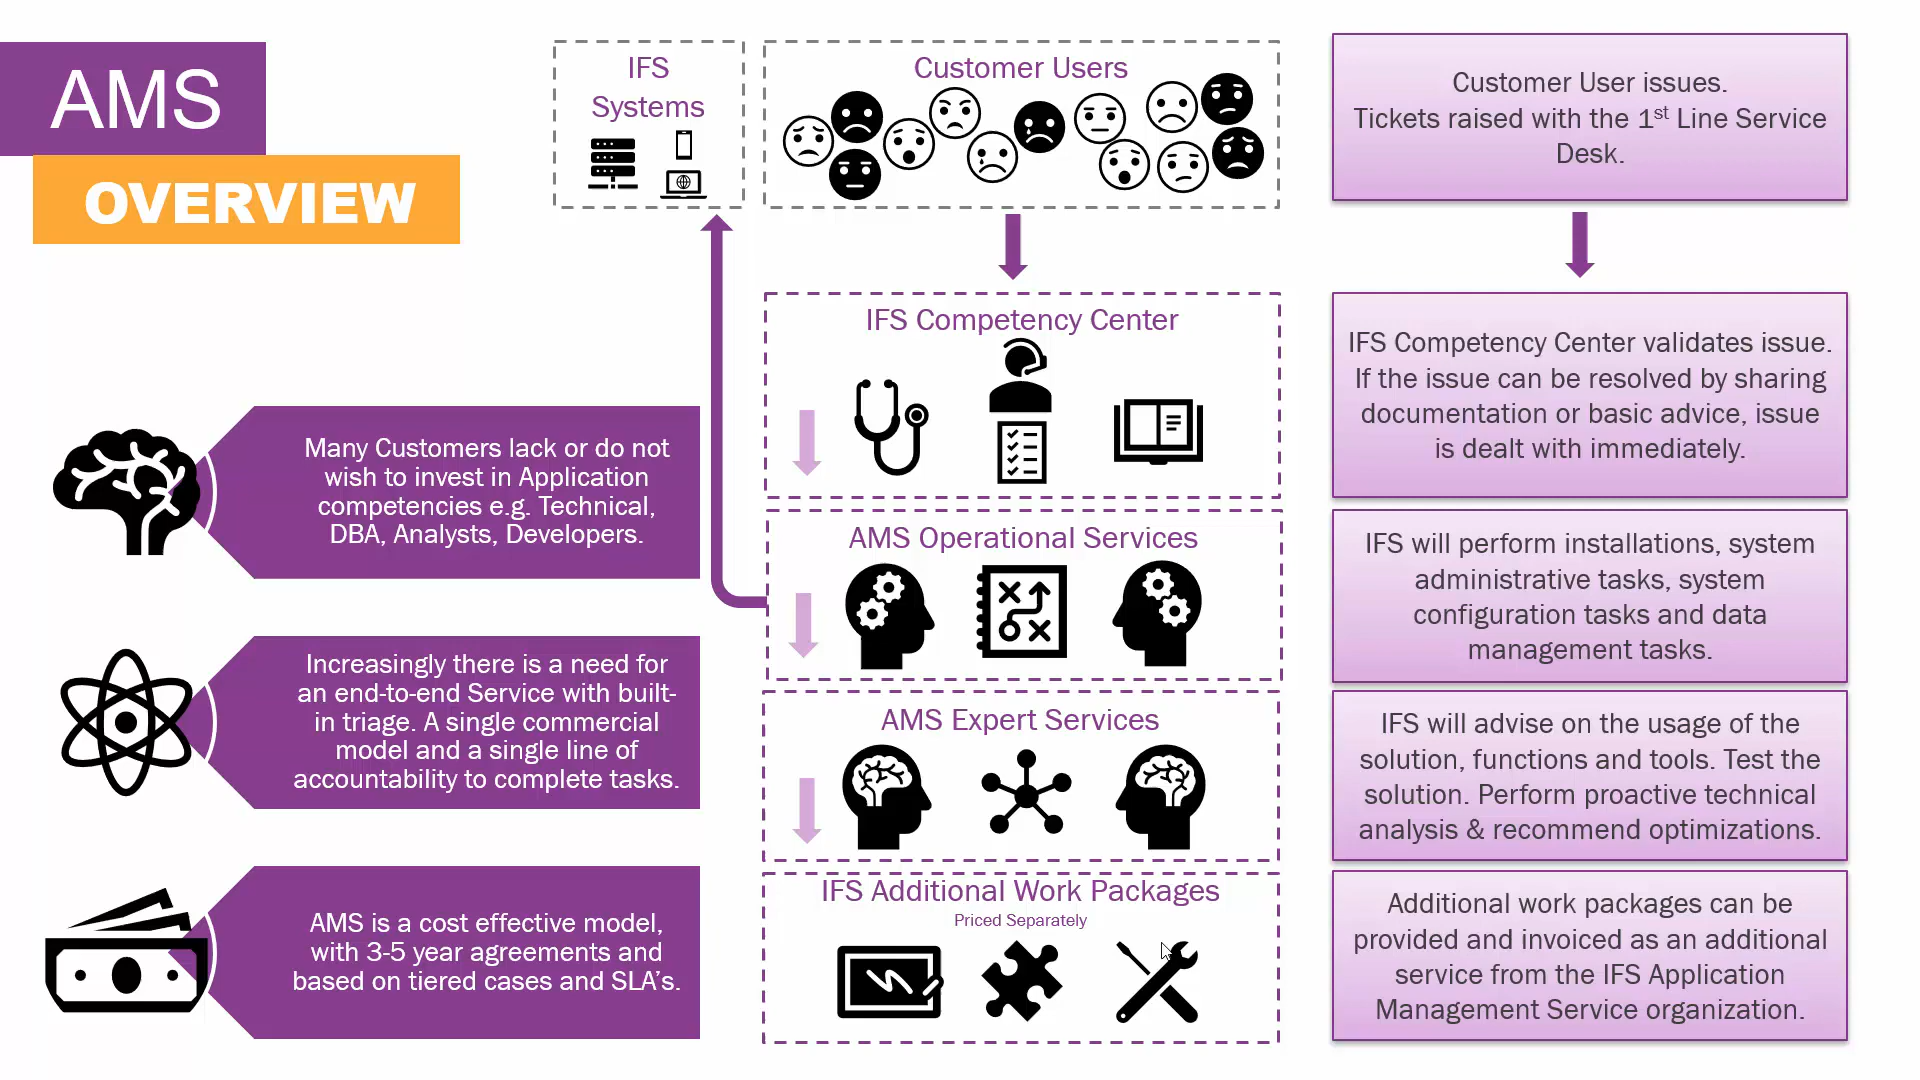 AMS
OVERVIEW
Many Customers lack or do not
wish to invest in Application
competencies e.g. Technical,
DBA, Analysts, Developers.
Increasingly there is a need for
an end-to-end Service with built-
in triage. A single commercial
model and a single line of
accountability to complete tasks.
AMS is a cost effective model,
with 3-5 year agreements and
based on tiered cases and SLA's.
IFS
Systems
Customer Users
IFS Competency Center
AMS Operational Services
AMS Expert Services
IFS Additional Work Packages
Priced Separately
Customer User issues.
Tickets raised with the 1st Line Service
Desk.
IFS Competency Center validates issue.
If the issue can be resolved by sharing
documentation or basic advice, issue
is dealt with immediately.
IFS will perform installations, system
administrative tasks, system
configuration tasks and data
management tasks.
IFS will advise on the usage of the
solution, functions and tools. Test the
solution. Perform proactive technical
analysis & recommend optimizations.
Additional work packages can be
provided and invoiced as an additional
service from the IFS Application
Management Service organization.